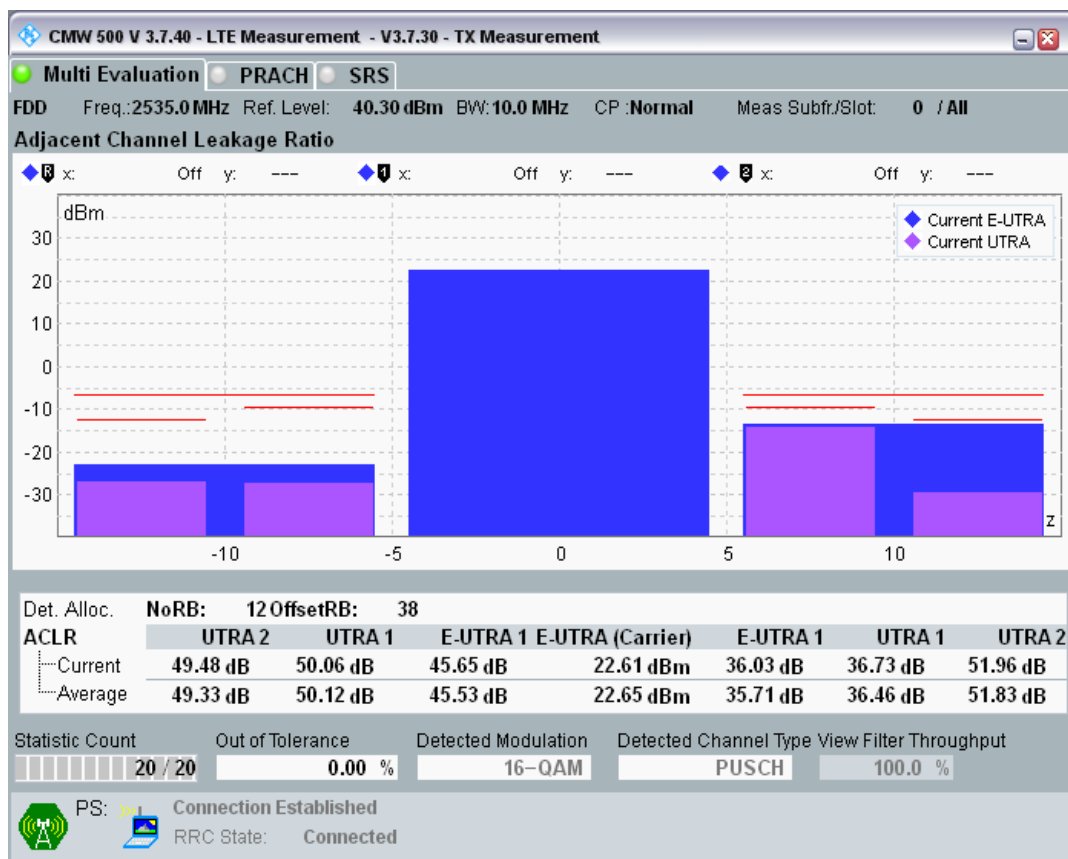 CMW 500 V 3.7.40 - LTE Measurement - V3.7.30 - TX Measurement
Multi Evaluation PRACH SRS
FDD Freq.:2535.0 MHz Ref. Level: 40.30 dBm BW:10.0 MHz CP :Normal Meas Subfr./Slot: 0 / All
Adjacent Channel Leakage Ratio
R x: Off y: --- 1 x: Off y: --- 2 x: Off y: ---
dBm
Current E-UTRA
Current UTRA
30
20
10
0
-10
-20
-30
z
-10 -5 0 5 10
Det. Alloc. NoRB: 12 OffsetRB: 38
ACLR UTRA 2 UTRA 1 E-UTRA 1 E-UTRA (Carrier) E-UTRA 1 UTRA 1 UTRA 2
Current 49.48 dB 50.06 dB 45.65 dB 22.61 dBm 36.03 dB 36.73 dB 51.96 dB
Average 49.33 dB 50.12 dB 45.53 dB 22.65 dBm 35.71 dB 36.46 dB 51.83 dB
Statistic Count Out of Tolerance Detected Modulation Detected Channel Type View Filter Throughput
20 / 20 0.00 % 16-QAM PUSCH 100.0 %
PS: Connection Established
RRC State: Connected